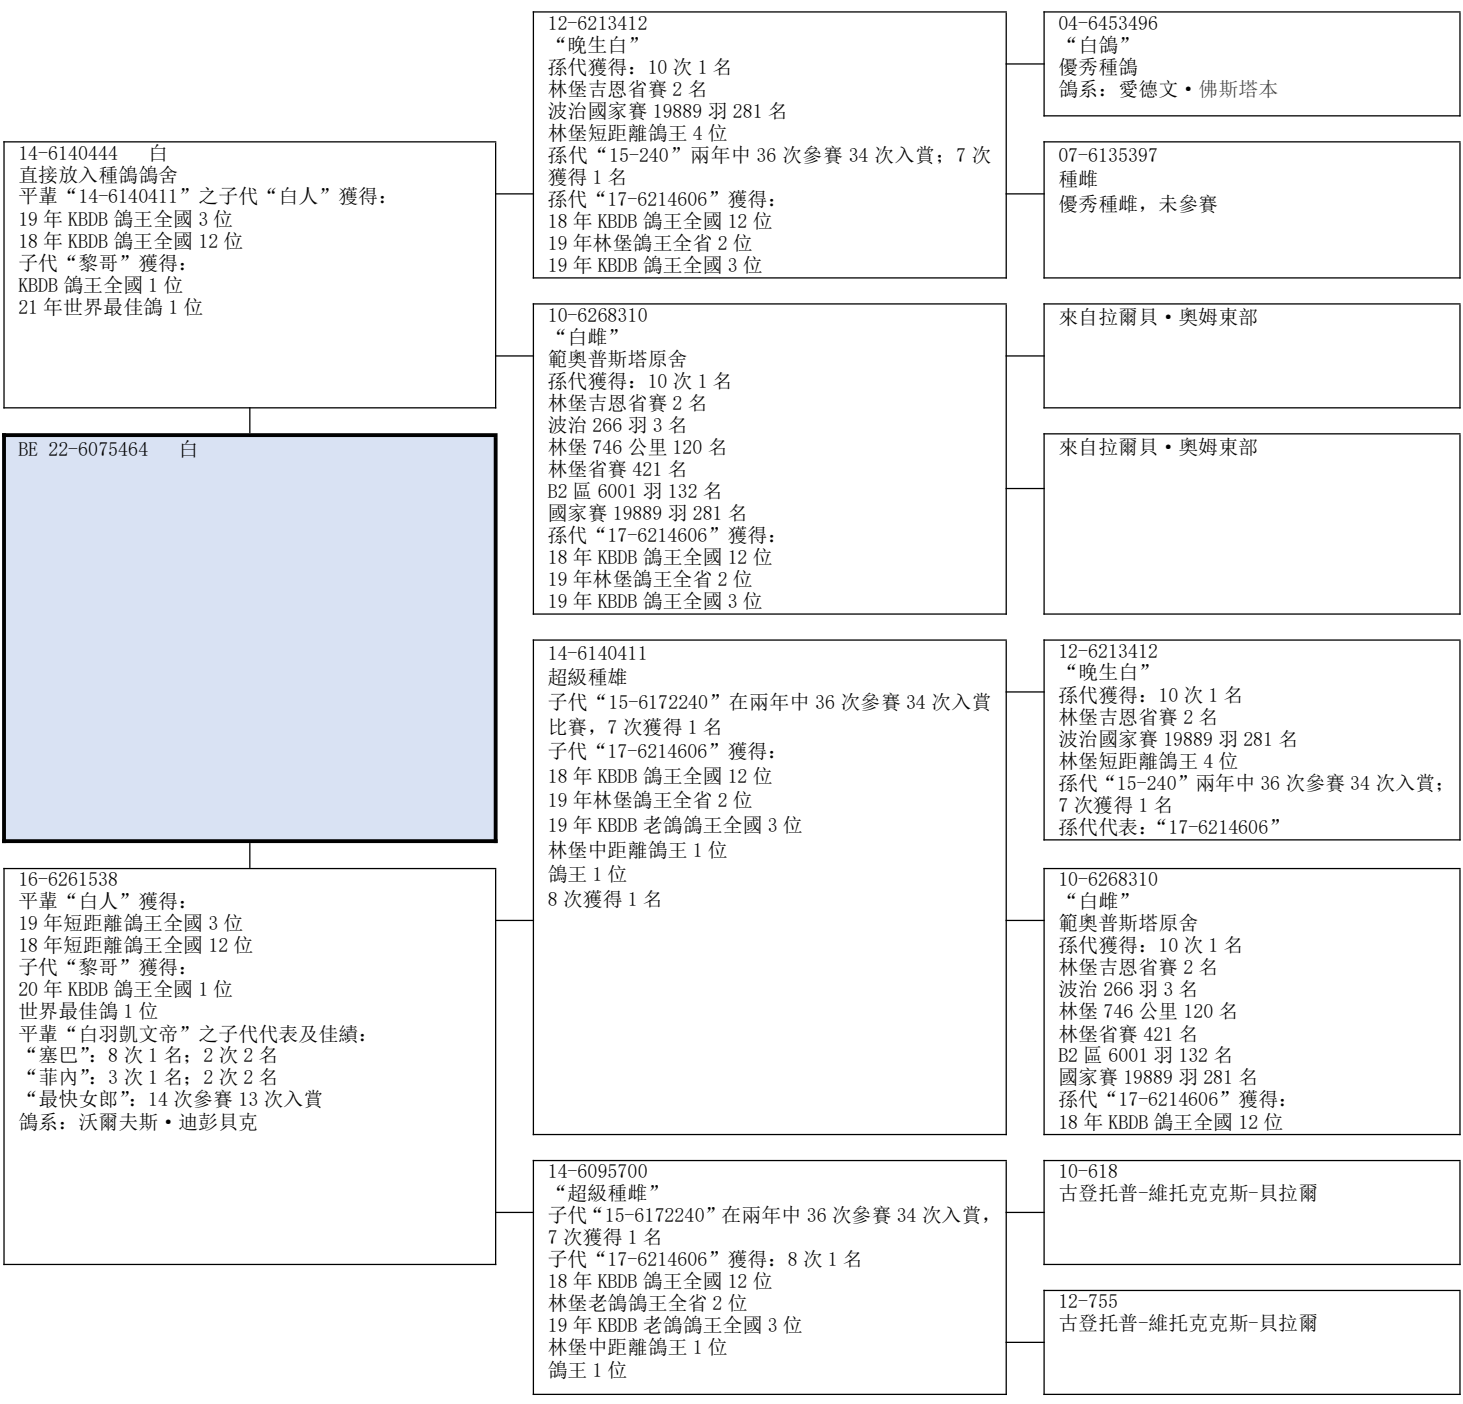 14-6140444 白
直接放入種鴿鴿舍
平輩“14-6140411”之子代“白人”獲得：
19 年 KBDB 鴿王全國 3 位
18 年 KBDB 鴿王全國 12 位
子代“黎哥”獲得：
KBDB 鴿王全國 1 位
21 年世界最佳鴿 1 位
BE 22-6075464 白
16-6261538
平輩“白人”獲得：
19 年短距離鴿王全國 3 位
18 年短距離鴿王全國 12 位
子代“黎哥”獲得：
20 年 KBDB 鴿王全國 1 位
世界最佳鴿 1 位
平輩“白羽凱文帝”之子代代表及佳績：
“塞巴”：8 次 1 名；2 次 2 名
“菲內”：3 次 1 名；2 次 2 名
“最快女郎”：14 次參賽 13 次入賞
鴿系：沃爾夫斯·迪彭貝克
12-6213412
“晚生白”
孫代獲得：10 次 1 名
林堡吉恩省賽 2 名
波治國家賽 19889 羽 281 名
林堡短距離鴿王 4 位
孫代“15-240”兩年中 36 次參賽 34 次入賞；7 次
獲得 1 名
孫代“17-6214606”獲得：
18 年 KBDB 鴿王全國 12 位
19 年林堡鴿王全省 2 位
19 年 KBDB 鴿王全國 3 位
10-6268310
“白雌”
範奧普斯塔原舍
孫代獲得：10 次 1 名
林堡吉恩省賽 2 名
波治 266 羽 3 名
林堡 746 公里 120 名
林堡省賽 421 名
B2 區 6001 羽 132 名
國家賽 19889 羽 281 名
孫代“17-6214606”獲得：
18 年 KBDB 鴿王全國 12 位
19 年林堡鴿王全省 2 位
19 年 KBDB 鴿王全國 3 位
14-6140411
超級種雄
子代“15-6172240”在兩年中 36 次參賽 34 次入賞
比賽，7 次獲得 1 名
子代“17-6214606”獲得：
18 年 KBDB 鴿王全國 12 位
19 年林堡鴿王全省 2 位
19 年 KBDB 老鴿鴿王全國 3 位
林堡中距離鴿王 1 位
鴿王 1 位
8 次獲得 1 名
14-6095700
“超級種雌”
子代“15-6172240”在兩年中 36 次參賽 34 次入賞，
7 次獲得 1 名
子代“17-6214606”獲得：8 次 1 名
18 年 KBDB 鴿王全國 12 位
林堡老鴿鴿王全省 2 位
19 年 KBDB 老鴿鴿王全國 3 位
林堡中距離鴿王 1 位
鴿王 1 位
04-6453496
“白鴿”
優秀種鴿
鴿系：愛德文·佛斯塔本
07-6135397
種雌
優秀種雌，未參賽
來自拉爾貝·奧姆東部
來自拉爾貝·奧姆東部
12-6213412
“晚生白”
孫代獲得：10 次 1 名
林堡吉恩省賽 2 名
波治國家賽 19889 羽 281 名
林堡短距離鴿王 4 位
孫代“15-240”兩年中 36 次參賽 34 次入賞；
7 次獲得 1 名
孫代代表：“17-6214606”
10-6268310
“白雌”
範奧普斯塔原舍
孫代獲得：10 次 1 名
林堡吉恩省賽 2 名
波治 266 羽 3 名
林堡 746 公里 120 名
林堡省賽 421 名
B2 區 6001 羽 132 名
國家賽 19889 羽 281 名
孫代“17-6214606”獲得：
18 年 KBDB 鴿王全國 12 位
10-618
古登托普-維托克克斯-貝拉爾
12-755
古登托普-維托克克斯-貝拉爾